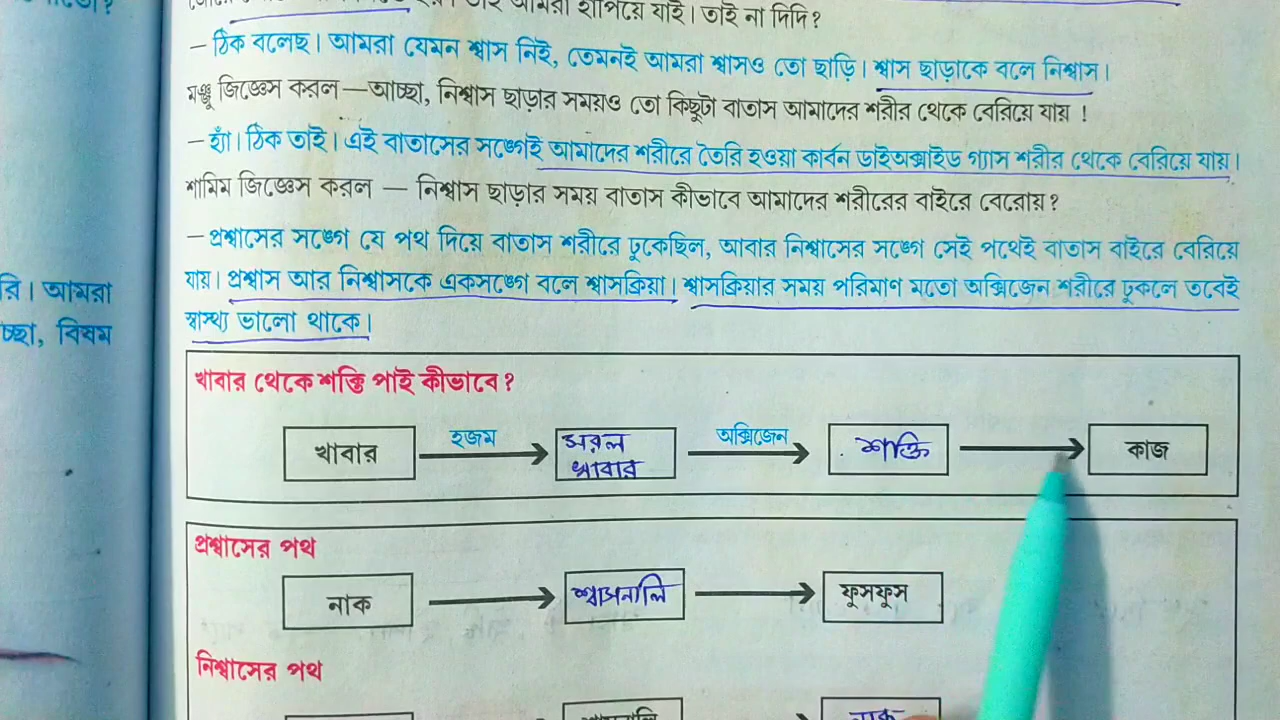 আমরা হাঁপিয়ে যাই। তাই না দিদি?
— ঠিক বলেছ। আমরা যেমন শ্বাস নিই, তেমনই আমরা শ্বাসও তো ছাড়ি। শ্বাস ছাড়াকে বলে নিশ্বাস।
মঞ্জু জিজ্ঞেস করল — আচ্ছা, নিশ্বাস ছাড়ার সময়ও তো কিছুটা বাতাস আমাদের শরীর থেকে বেরিয়ে যায় !
— হ্যাঁ। ঠিক তাই। এই বাতাসের সঙ্গেই আমাদের শরীরে তৈরি হওয়া কার্বন ডাইঅক্সাইড গ্যাস শরীর থেকে বেরিয়ে যায়।
শামিম জিজ্ঞেস করল — নিশ্বাস ছাড়ার সময় বাতাস কীভাবে আমাদের শরীরের বাইরে বেরোয়?
— প্রশ্বাসের সঙ্গে যে পথ দিয়ে বাতাস শরীরে ঢুকেছিল, আবার নিশ্বাসের সঙ্গে সেই পথেই বাতাস বাইরে বেরিয়ে
রি। আমরা
যায়। প্রশ্বাস আর নিশ্বাসকে একসঙ্গে বলে শ্বাসক্রিয়া। শ্বাসক্রিয়ার সময় পরিমাণ মতো অক্সিজেন শরীরে ঢুকলে তবেই
চ্ছা, বিষম
স্বাস্থ্য ভালো থাকে।
খাবার থেকে শক্তি পাই কীভাবে?
খাবার হজম সরল খাবার অক্সিজেন শক্তি কাজ
প্রশ্বাসের পথ
নাক শ্বাসনালি ফুসফুস
নিশ্বাসের পথ
শ্বাসনালি নাক